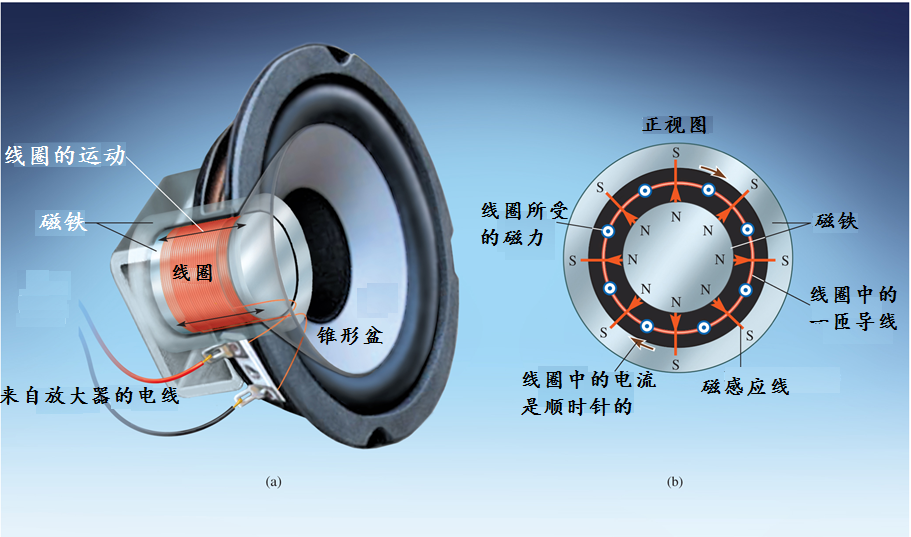 线圈的运动
磁铁
线圈
锥形盆
来自放大器的电线
(a)
正视图
线圈所受
的磁力
磁铁
线圈中的
一匝导线
线圈中的电流
是顺时针的
磁感应线
S
S
S
S
S
S
S
S
N
N
N
N
N
N
N
N
(b)